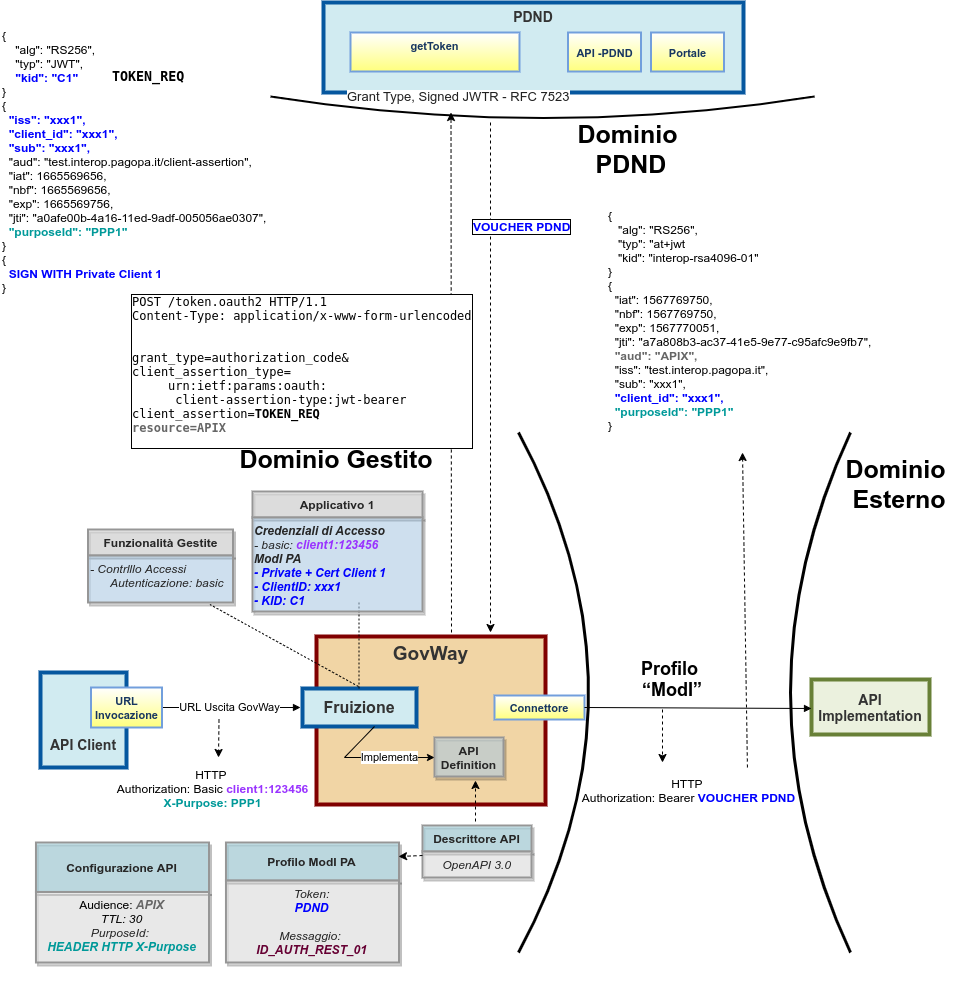 PDND
getToken
API -PDND
Portale
Grant Type, Signed JWTR - RFC 7523
{
"alg": "RS256",
"typ": "JWT",
"kid": "C1"
TOKEN_REQ
}
{
"iss": "xxx1",
"client_id": "xxx1",
"sub": "xxx1",
"aud": "test.interop.pagopa.it/client-assertion",
"iat": 1665569656,
"nbf": 1665569656,
"exp": 1665569756,
"jti": "a0afe00b-4a16-11ed-9adf-005056ae0307",
"purposeId": "PPP1"
}
{
SIGN WITH Private Client 1
}
Dominio
PDND
VOUCHER PDND
{
"alg": "RS256",
"typ": "at+jwt
"kid": "interop-rsa4096-01"
}
{
"iat": 1567769750,
"nbf": 1567769750,
"exp": 1567770051,
"jti": "a7a808b3-ac37-41e5-9e77-c95afc9e9fb7",
"aud": "APIX",
"iss": "test.interop.pagopa.it",
"sub": "xxx1",
"client_id": "xxx1",
"purposeId": "PPP1"
}
POST /token.oauth2 HTTP/1.1
Content-Type: application/x-www-form-urlencoded
grant_type=authorization_code&
client_assertion_type=
urn:ietf:params:oauth:
client-assertion-type:jwt-bearer
client_assertion=TOKEN_REQ
resource=APIX
Dominio Gestito
Dominio
Esterno
Applicativo 1
Credenziali di Accesso
- basic: client1:123456
ModI PA
- Private + Cert Client 1
- ClientID: xxx1
- KID: C1
Funzionalità Gestite
- Contrlllo Accessi
Autenticazione: basic
GovWay
Fruizione
Connettore
Implementa
API
Definition
URL
Invocazione
API Client
URL Uscita GovWay
HTTP
Authorization: Basic client1:123456
X-Purpose: PPP1
Profilo
“ModI”
API
Implementation
HTTP
Authorization: Bearer VOUCHER PDND
Descrittore API
OpenAPI 3.0
Configurazione API
Audience: APIX
TTL: 30
PurposeId:
HEADER HTTP X-Purpose
Profilo ModI PA
Token:
PDND
Messaggio:
ID_AUTH_REST_01